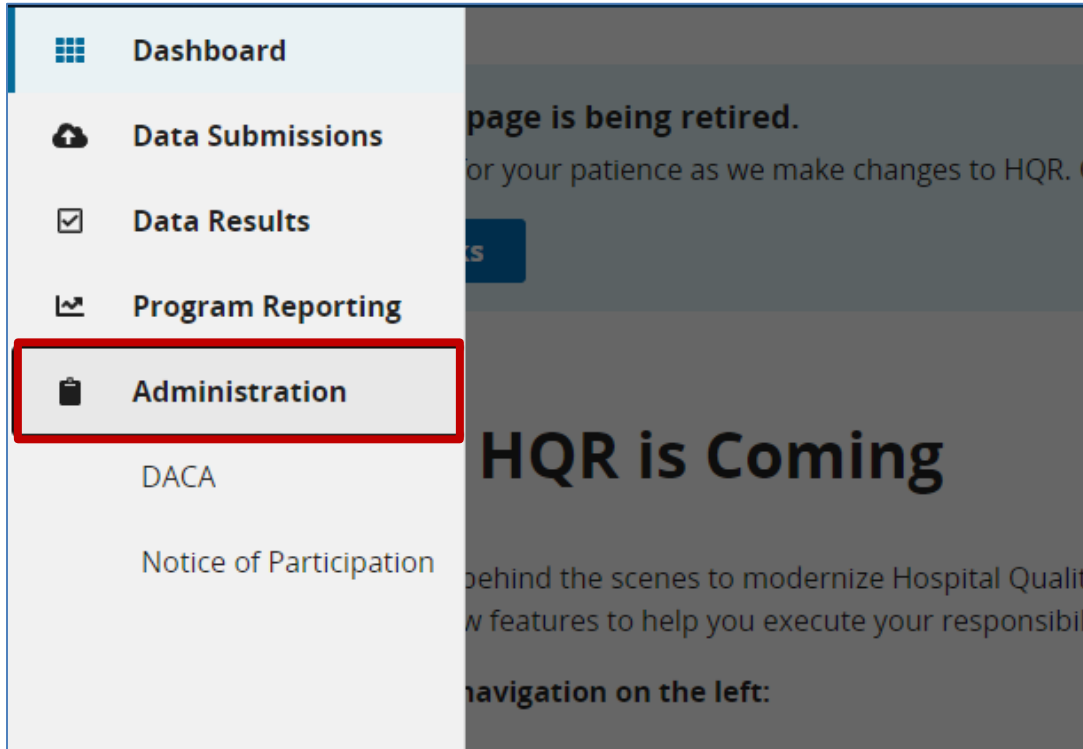 Dashboard
Data Submissions
Data Results
Program Reporting
Administration
DACA
Notice of Participation
page is being retired.
or your patience as we make changes to HQR.
ks
HQR is Coming
behind the scenes to modernize Hospital Qualit
w features to help you execute your responsibil
navigation on the left: